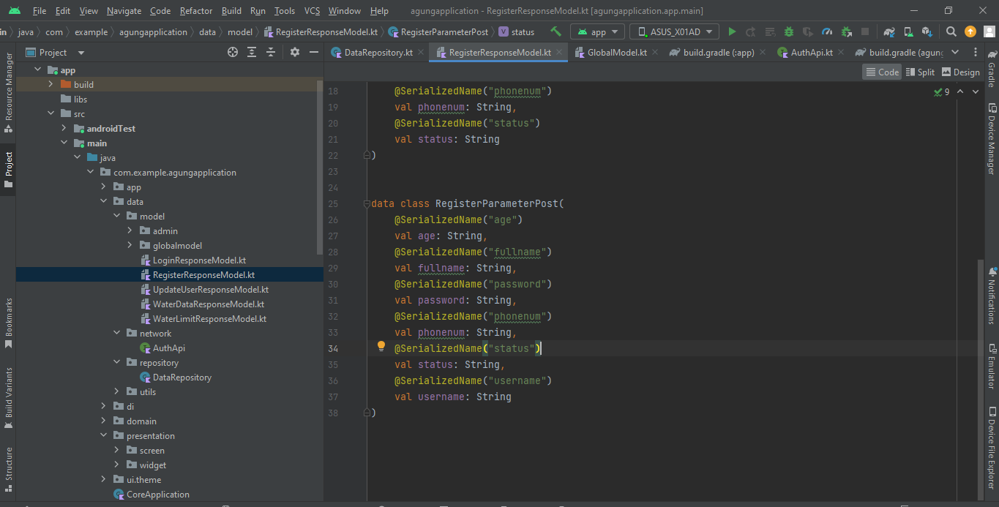 File Edit View Navigate Code Refactor Build Run Tools VCS Window Help agungapplication - RegisterResponseModel.kt [agungapplication.app.main]
in java com example agungapplication data model RegisterResponseModel.kt RegisterParameterPost status app ASUS_X01AD
Project DataRepository.kt RegisterResponseModel.kt GlobalModel.kt build.gradle (:app) AuthApi.kt build.gradle (agung
Code Split Design
9
Resource Manager
Project
Bookmarks
Build Variants
Structure
app
build
libs
src
androidTest
main
java
com.example.agungapplication
app
data
model
admin
globalmodel
LoginResponseModel.kt
RegisterResponseModel.kt
UpdateUserResponseModel.kt
WaterDataResponseModel.kt
WaterLimitResponseModel.kt
network
AuthApi
repository
DataRepository
utils
di
domain
presentation
screen
widget
ui.theme
CoreApplication
18 @SerializedName("phonenum")
19 val phonenum: String,
20 @SerializedName("status")
21 val status: String
22 )
23
24
25 data class RegisterParameterPost(
26 @SerializedName("age")
27 val age: String,
28 @SerializedName("fullname")
29 val fullname: String,
30 @SerializedName("password")
31 val password: String,
32 @SerializedName("phonenum")
33 val phonenum: String,
34 @SerializedName("status")
35 val status: String,
36 @SerializedName("username")
37 val username: String
38 )
Gradle
Device Manager
Notifications
Emulator
Device File Explorer